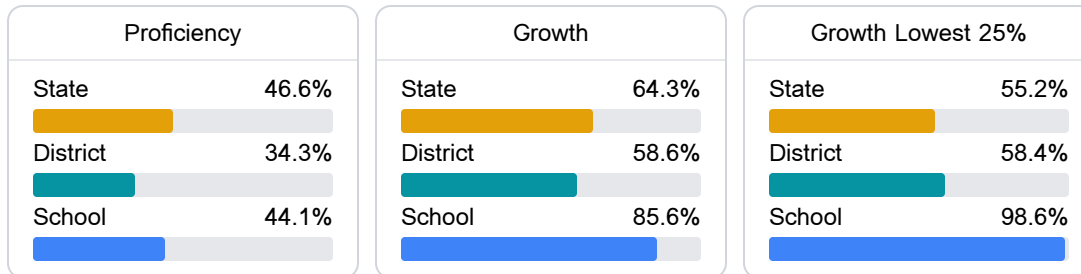 Proficiency
State 46.6%
District 34.3%
School 44.1%
Growth
State 64.3%
District 58.6%
School 85.6%
Growth Lowest 25%
State 55.2%
District 58.4%
School 98.6%